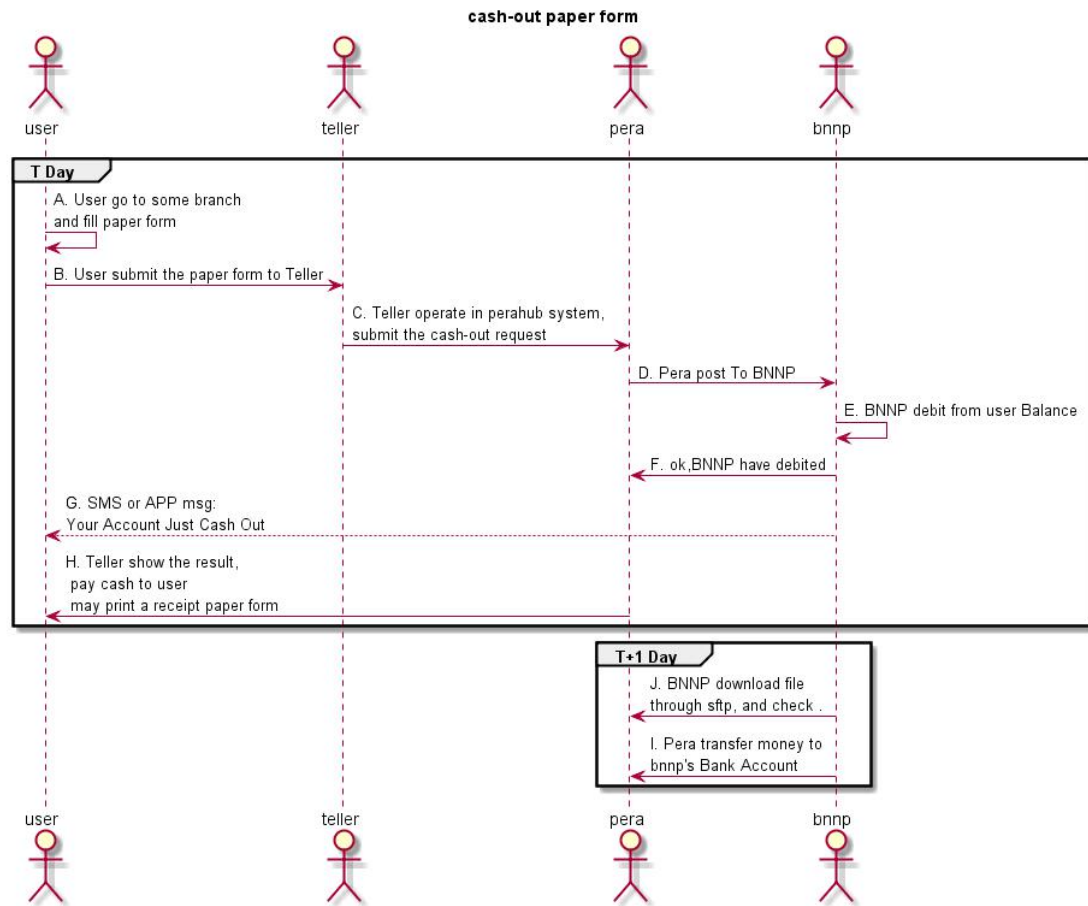 cash-out paper form
user teller pera bnnp
T Day
A. User go to some branch
and fill paper form
B. User submit the paper form to Teller
C. Teller operate in perahub system,
submit the cash-out request
D. Pera post To BNNP
E. BNNP debit from user Balance
F. ok,BNNP have debited
G. SMS or APP msg:
Your Account Just Cash Out
H. Teller show the result,
pay cash to user
may print a receipt paper form
T+1 Day
J. BNNP download file
through sftp, and check .
I. Pera transfer money to
bnnp's Bank Account
user teller pera bnnp